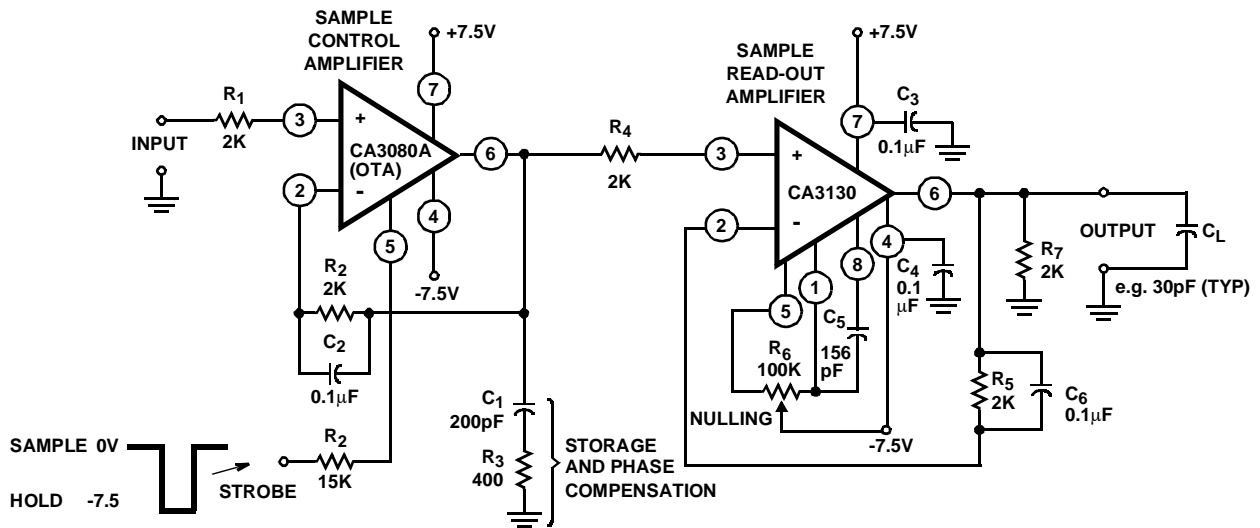 SAMPLE
CONTROL
AMPLIFIER
+7.5V
7
R1
2K
3
+
INPUT
CA3080A
(OTA)
6
2
-
4
5
-7.5V
R2
2K
C2
0.1µF
C1
200pF
R3
400
STORAGE
AND PHASE
COMPENSATION
SAMPLE 0V
HOLD -7.5
STROBE
R2
15K
R4
2K
SAMPLE
READ-OUT
AMPLIFIER
+7.5V
7
C3
0.1µF
3
+
CA3130
6
2
-
4
8
1
5
C4
0.1
µF
C5
156
pF
R6
100K
NULLING
-7.5V
R7
2K
OUTPUT
CL
e.g. 30pF (TYP)
R5
2K
C6
0.1µF